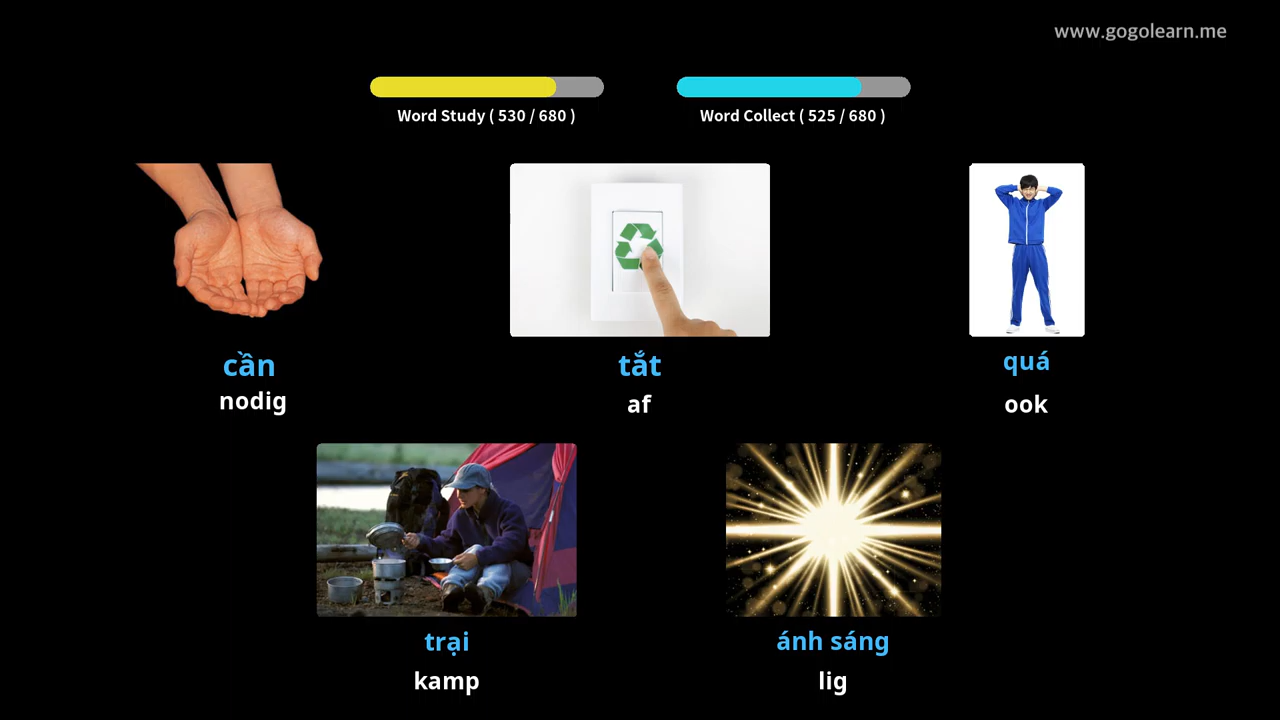 www.gogolearn.me
Word Study ( 530 / 680 )
Word Collect ( 525 / 680 )
cần
nodig
tắt
af
quá
ook
trại
kamp
ánh sáng
lig